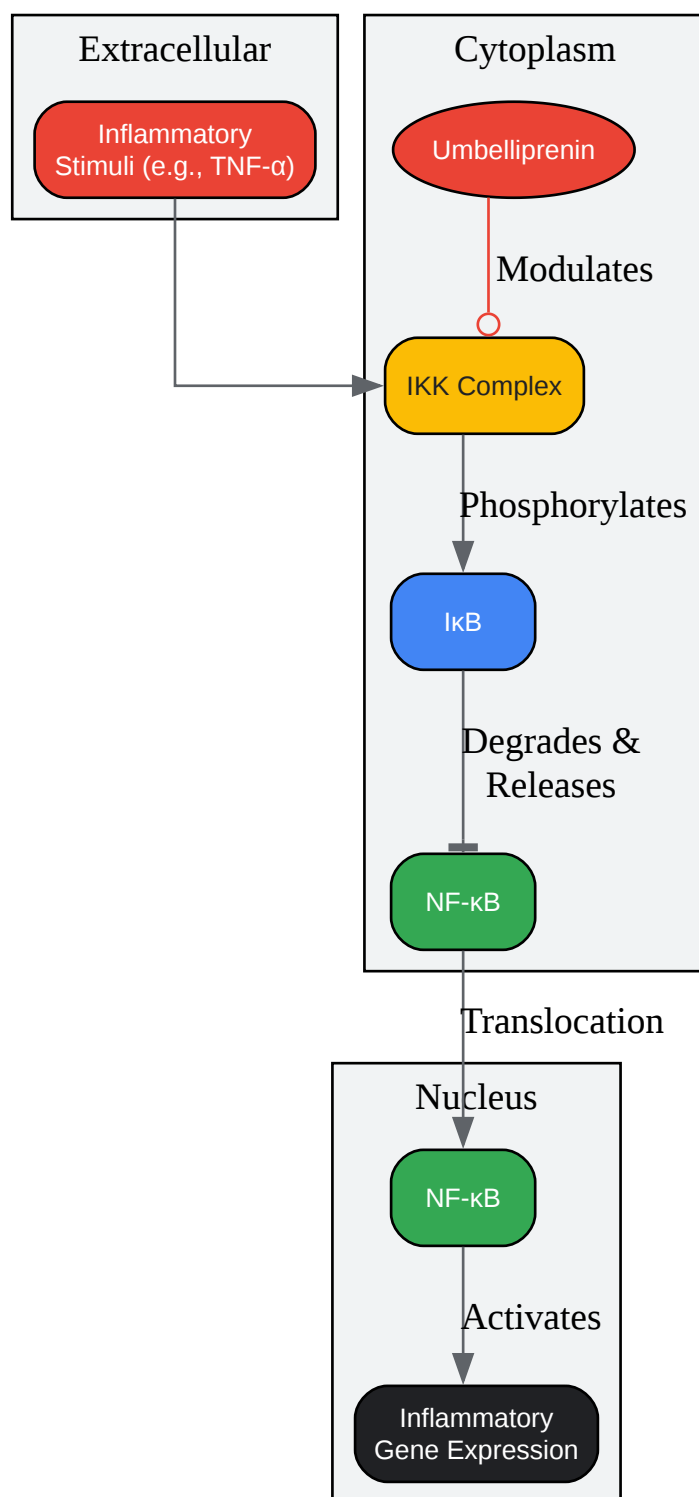 Extracellular
Inflammatory
Stimuli (e.g., TNF-α)
Cytoplasm
Umbelliprenin
Modulates
IKK Complex
Phosphorylates
IκB
Degrades &
Releases
NF-κB
Translocation
Nucleus
NF-κB
Activates
Inflammatory
Gene Expression